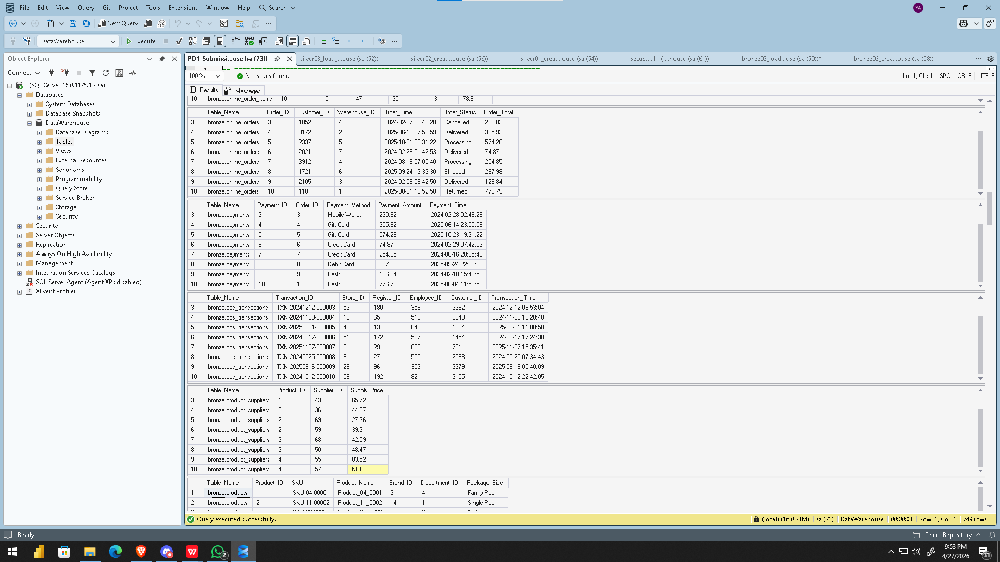 File Edit View Query Git Project Tools Extensions Window Help Search
YA
New Query
DataWarehouse Execute
Object Explorer
Connect
. (SQL Server 16.0.1175.1 - sa)
Databases
System Databases
Database Snapshots
DataWarehouse
Database Diagrams
Tables
Views
External Resources
Synonyms
Programmability
Query Store
Service Broker
Storage
Security
Security
Server Objects
Replication
Always On High Availability
Management
Integration Services Catalogs
SQL Server Agent (Agent XPs disabled)
XEvent Profiler
PD1-Submissi...use (sa (73)) silver03_load_...ouse (sa (52)) silver02_creat...ouse (sa (56)) silver01_creat...ouse (sa (54)) setup.sql - (l...house (sa (61)) bronze03_load...use (sa (59))* bronze02_crea...ouse (sa (58))
100 % No issues found Ln: 1, Ch: 1 SPC CRLF UTF-8
Results Messages
10 bronze.online_order_items 10 5 47 30 3 78.6
Table_Name Order_ID Customer_ID Warehouse_ID Order_Time Order_Status Order_Total
3 bronze.online_orders 3 1852 4 2024-02-27 22:49:28 Cancelled 230.82
4 bronze.online_orders 4 3172 2 2025-06-13 07:50:59 Delivered 305.92
5 bronze.online_orders 5 2337 5 2025-10-21 02:31:22 Processing 574.28
6 bronze.online_orders 6 2021 7 2024-02-29 01:42:53 Delivered 74.87
7 bronze.online_orders 7 3912 4 2024-08-16 07:05:40 Processing 254.85
8 bronze.online_orders 8 1721 6 2025-09-24 13:33:30 Shipped 287.98
9 bronze.online_orders 9 2105 3 2024-02-09 09:42:50 Delivered 126.84
10 bronze.online_orders 10 110 1 2025-08-01 13:52:50 Returned 776.79
Table_Name Payment_ID Order_ID Payment_Method Payment_Amount Payment_Time
3 bronze.payments 3 3 Mobile Wallet 230.82 2024-02-28 02:49:28
4 bronze.payments 4 4 Gift Card 305.92 2025-06-14 23:50:59
5 bronze.payments 5 5 Gift Card 574.28 2025-10-23 19:31:22
6 bronze.payments 6 6 Credit Card 74.87 2024-02-29 07:42:53
7 bronze.payments 7 7 Credit Card 254.85 2024-08-16 20:05:40
8 bronze.payments 8 8 Debit Card 287.98 2025-09-24 22:33:30
9 bronze.payments 9 9 Cash 126.84 2024-02-10 15:42:50
10 bronze.payments 10 10 Cash 776.79 2025-08-04 11:52:50
Table_Name Transaction_ID Store_ID Register_ID Employee_ID Customer_ID Transaction_Time
3 bronze.pos_transactions TXN-20241212-000003 53 180 359 3392 2024-12-12 09:53:04
4 bronze.pos_transactions TXN-20241130-000004 19 65 512 2343 2024-11-30 18:28:40
5 bronze.pos_transactions TXN-20250321-000005 4 13 649 1904 2025-03-21 11:08:58
6 bronze.pos_transactions TXN-20240817-000006 51 172 537 1454 2024-08-17 17:24:38
7 bronze.pos_transactions TXN-20251127-000007 9 29 693 791 2025-11-27 15:35:41
8 bronze.pos_transactions TXN-20240525-000008 8 27 500 2088 2024-05-25 07:34:43
9 bronze.pos_transactions TXN-20250816-000009 28 96 303 3379 2025-08-16 00:40:09
10 bronze.pos_transactions TXN-20241012-000010 56 192 82 3105 2024-10-12 22:42:05
Table_Name Product_ID Supplier_ID Supply_Price
3 bronze.product_suppliers 1 43 65.72
4 bronze.product_suppliers 2 36 44.87
5 bronze.product_suppliers 2 69 27.36
6 bronze.product_suppliers 2 59 39.3
7 bronze.product_suppliers 3 68 42.09
8 bronze.product_suppliers 3 50 48.47
9 bronze.product_suppliers 4 55 83.52
10 bronze.product_suppliers 4 57 NULL
Table_Name Product_ID SKU Product_Name Brand_ID Department_ID Package_Size
1 bronze.products 1 SKU-04-00001 Product_04_0001 3 4 Family Pack
2 bronze.products 2 SKU-11-00002 Product_11_0002 14 11 Single Pack
Query executed successfully. (local) (16.0 RTM) sa (73) DataWarehouse 00:00:03 Row: 1, Col: 1 749 rows
Ready Select Repository
W 2 9:53 PM
4/27/2026 31